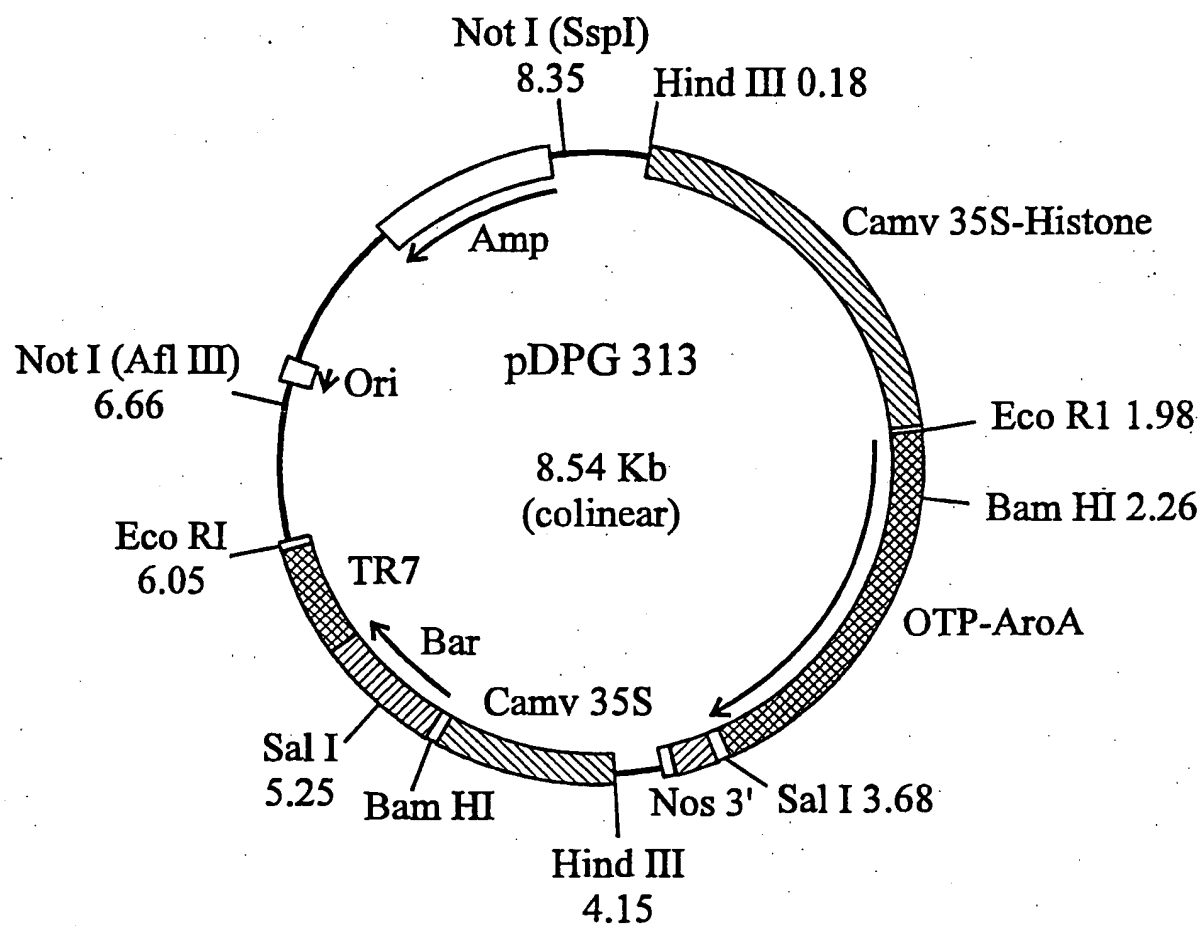 Not I (SspI)
8.35
Hind III 0.18
Camv 35S-Histone
Amp
pDPG 313
Not I (Afl III)
6.66
Ori
Eco R1 1.98
8.54 Kb
(colinear)
Bam HI 2.26
Eco RI
6.05
TR7
OTP-AroA
Bar
Camv 35S
Sal I
5.25
Bam HI
Nos 3'
Sal I 3.68
Hind III
4.15